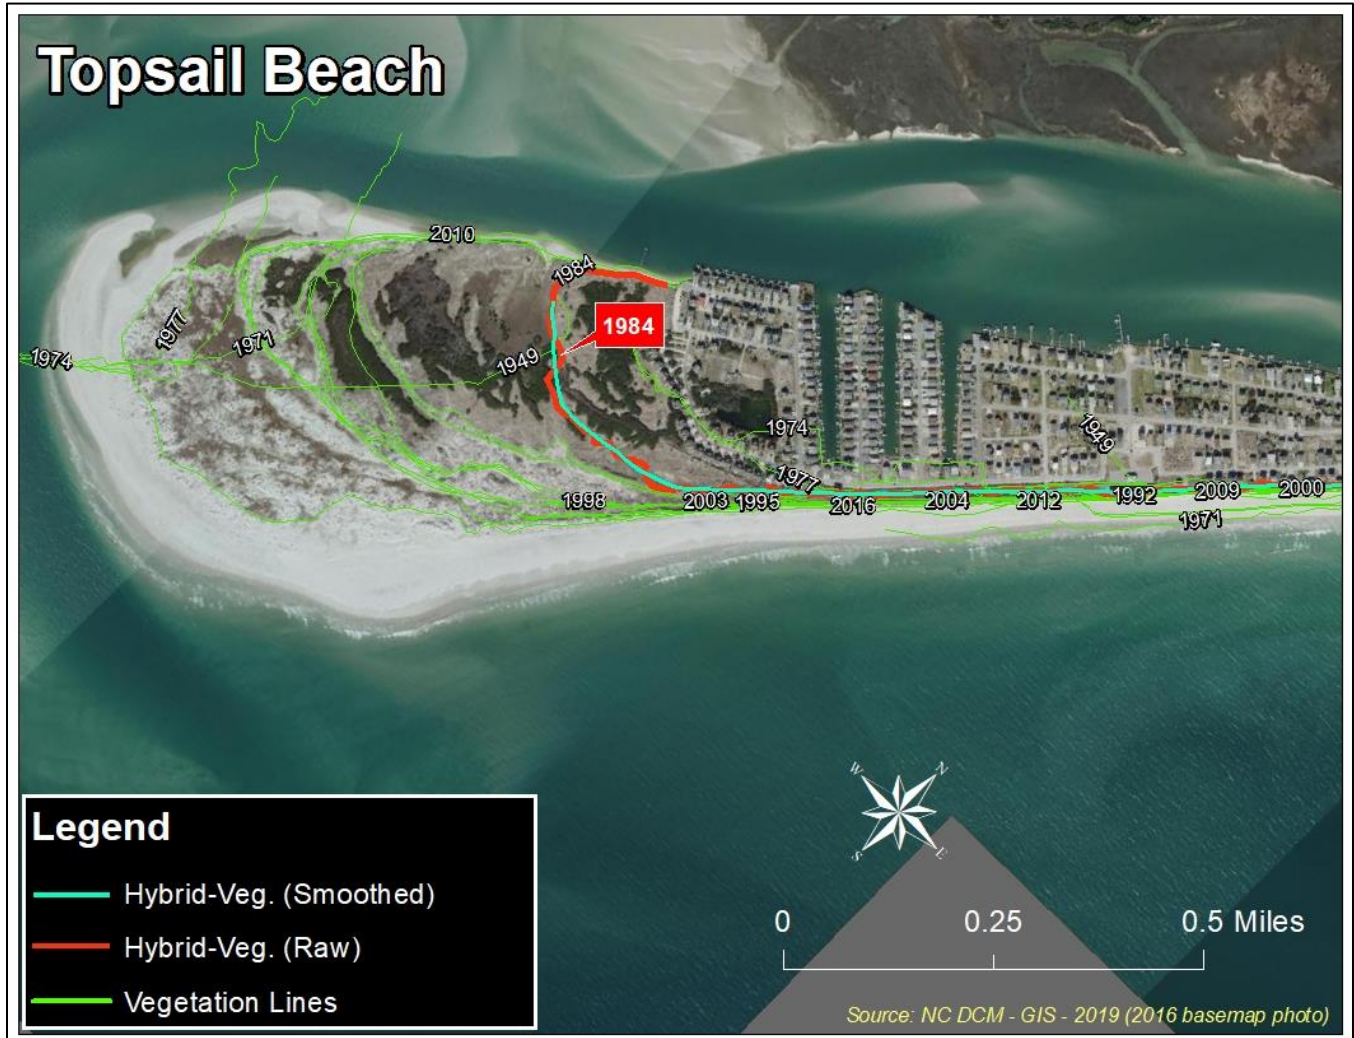 Topsail Beach
2010
1984
1984
1977
1971
1949
1974
1974
1949
1977
1998
2003
1995
2016
2004
2012
1992
2009
2000
1971
W
N
S
E
Legend
Hybrid-Veg. (Smoothed)
Hybrid-Veg. (Raw)
Vegetation Lines
0
0.25
0.5 Miles
Source: NC DCM - GIS - 2019 (2016 basemap photo)